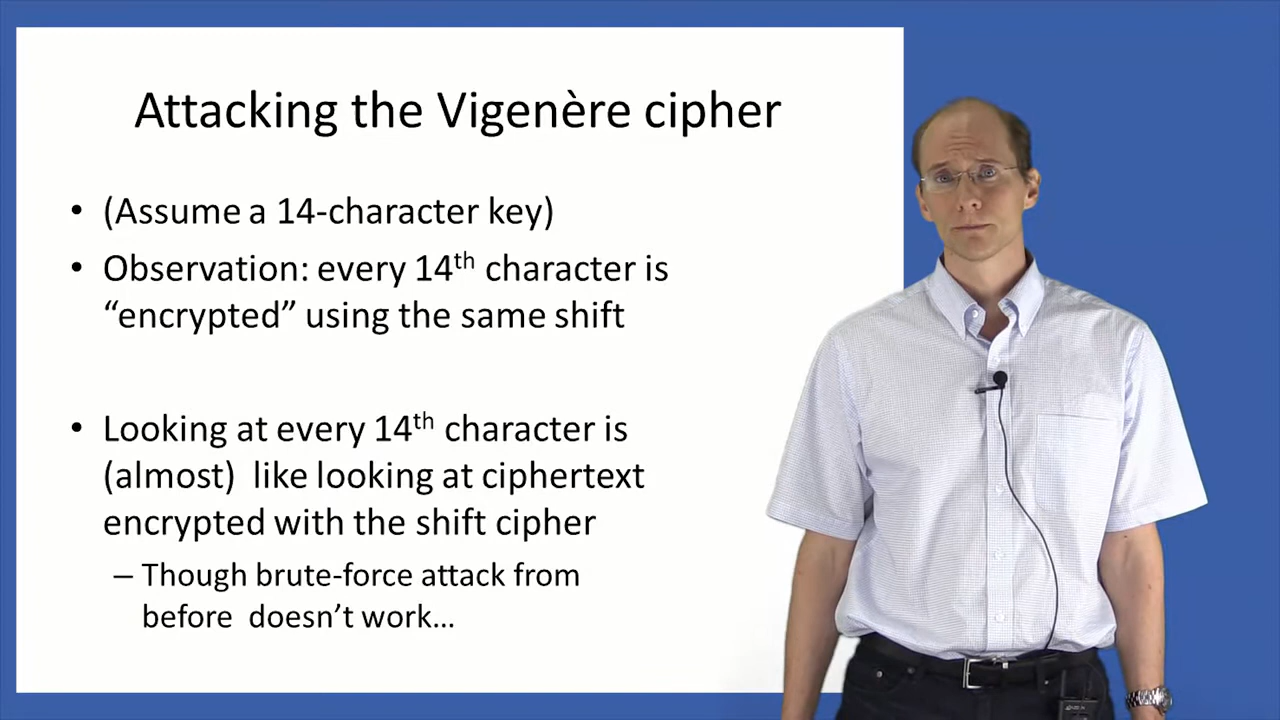 Attacking the Vigenère cipher
• (Assume a 14-character key)
• Observation: every 14th character is
“encrypted” using the same shift
• Looking at every 14th character is
(almost) like looking at ciphertext
encrypted with the shift cipher
– Though brute-force attack from
before doesn’t work…